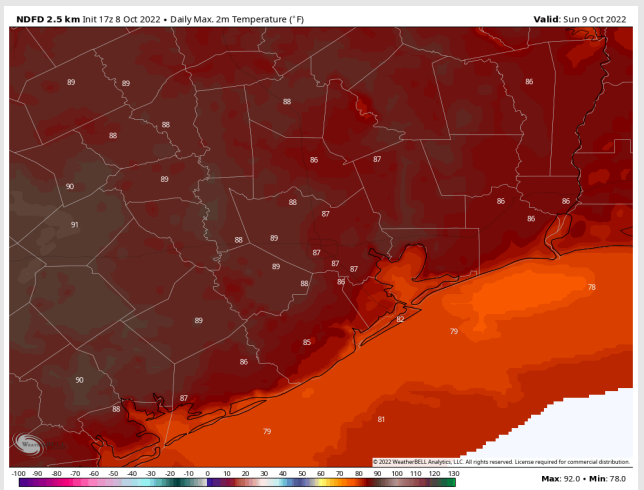 NDFD 2.5 km Init 17z 8 Oct 2022 • Daily Max. 2m Temperature (°F)
Valid: Sun 9 Oct 2022
89 89 86
88
88 88
86 87
90 89
88 86 86
91 87 86
88 89
87
89 87 87
88 86 78
89 82
79
85
86
90
87
88
81
79
© 2022 WeatherBELL Analytics, LLC. All rights reserved. License required for commercial distribution.
-100 -90 -80 -70 -60 -50 -40 -30 -20 -10 0 10 20 30 40 50 60 70 80 90 100 110 120 130
Max: 92.0 • Min: 78.0